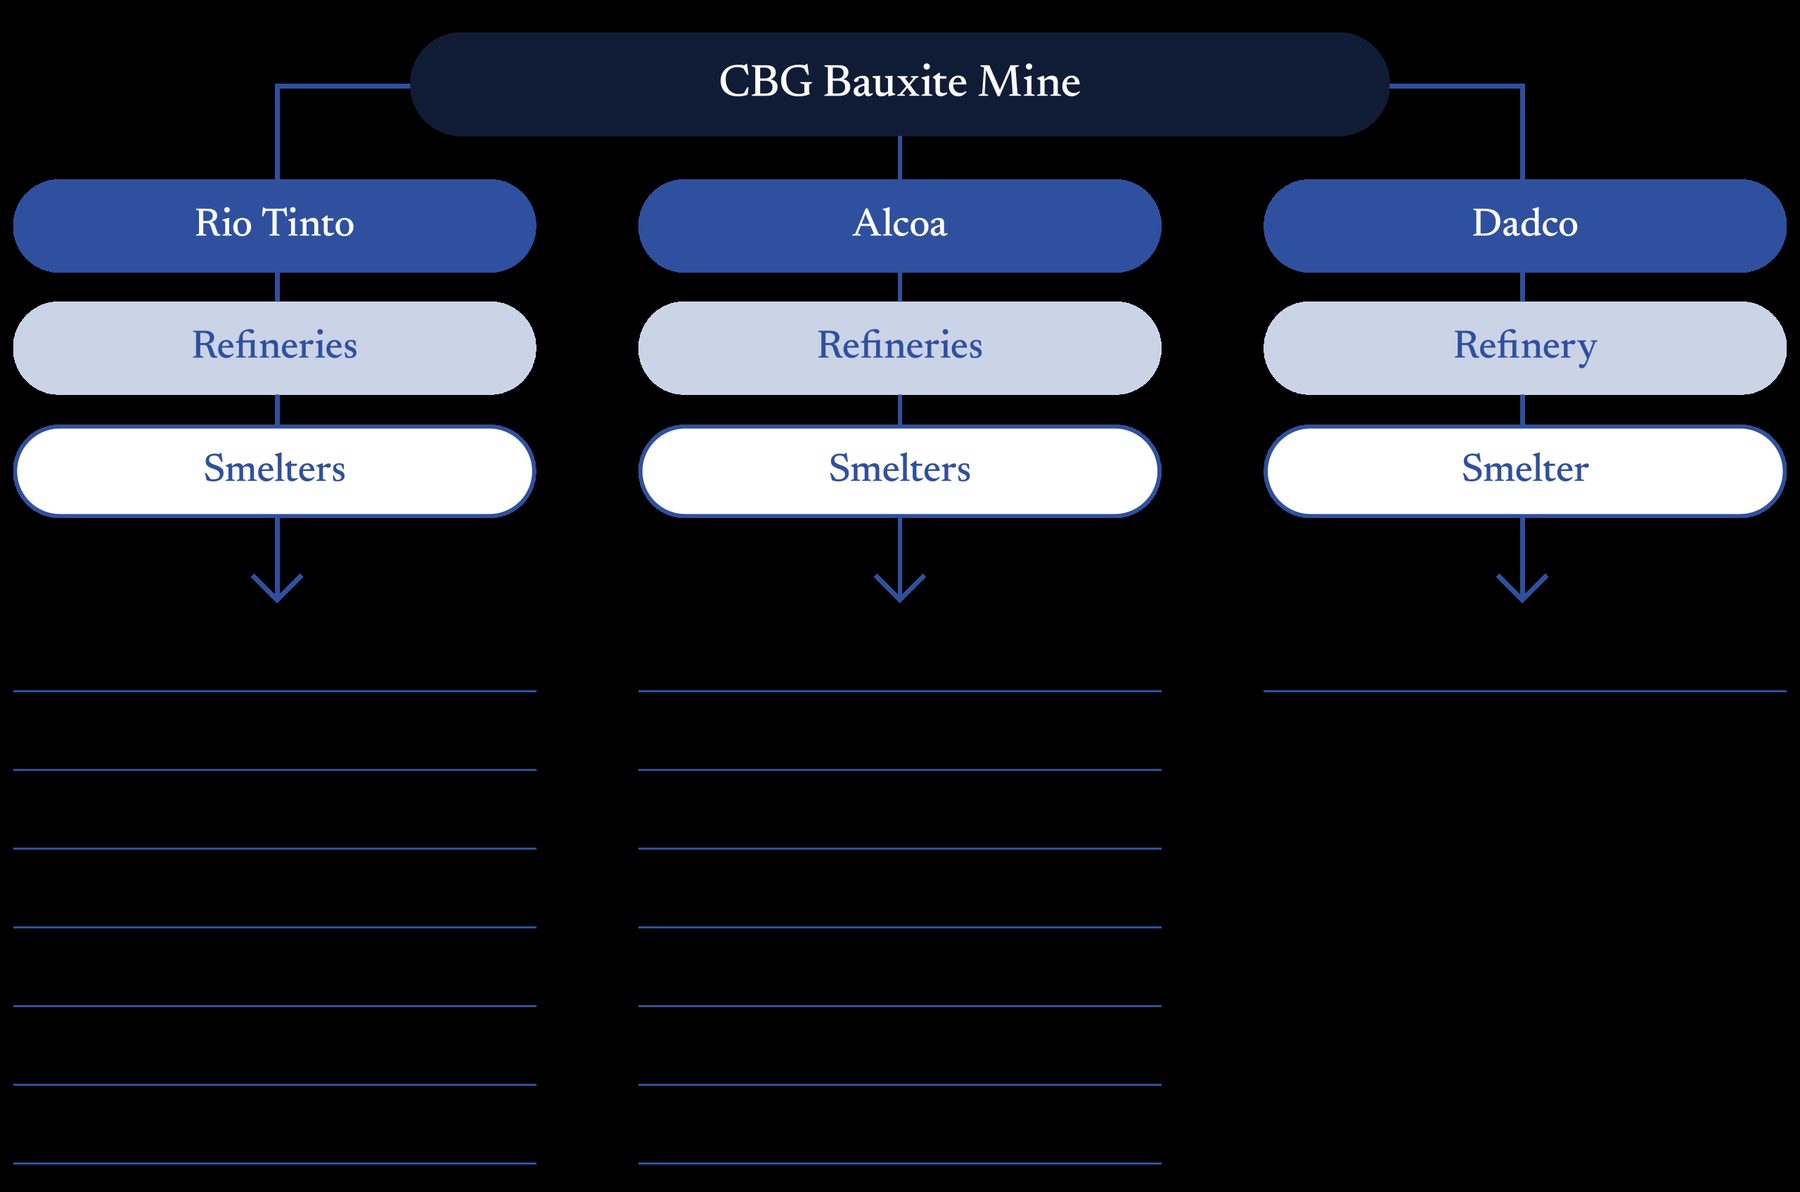 CBG Bauxite Mine
Rio Tinto
Alcoa
Dadco
Refineries
Refineries
Refinery
Smelters
Smelters
Smelter